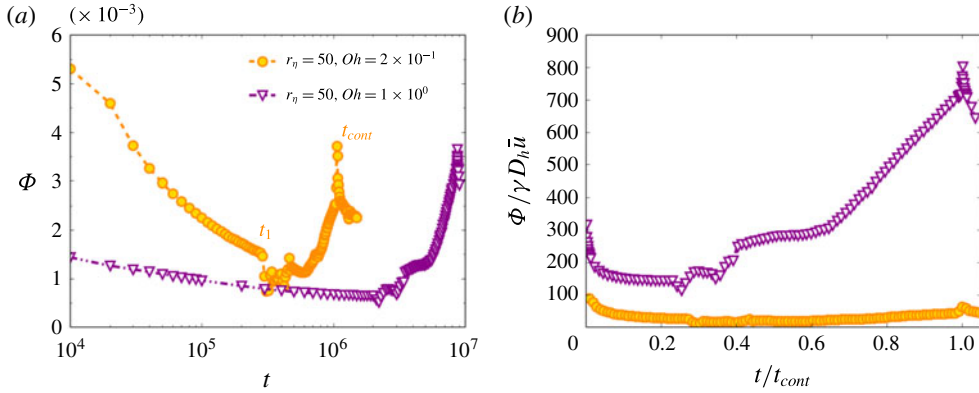 (a)
(× 10⁻³)
6
5
4
3
2
1
0
Φ
r_η = 50, Oh = 2 × 10⁻¹
r_η = 50, Oh = 1 × 10⁰
t_cont
t₁
10⁴
10⁵
10⁶
10⁷
t
(b)
900
800
700
600
500
400
300
200
100
0
Φ/γD_hū
0.2
0.4
0.6
0.8
1.0
t/t_cont